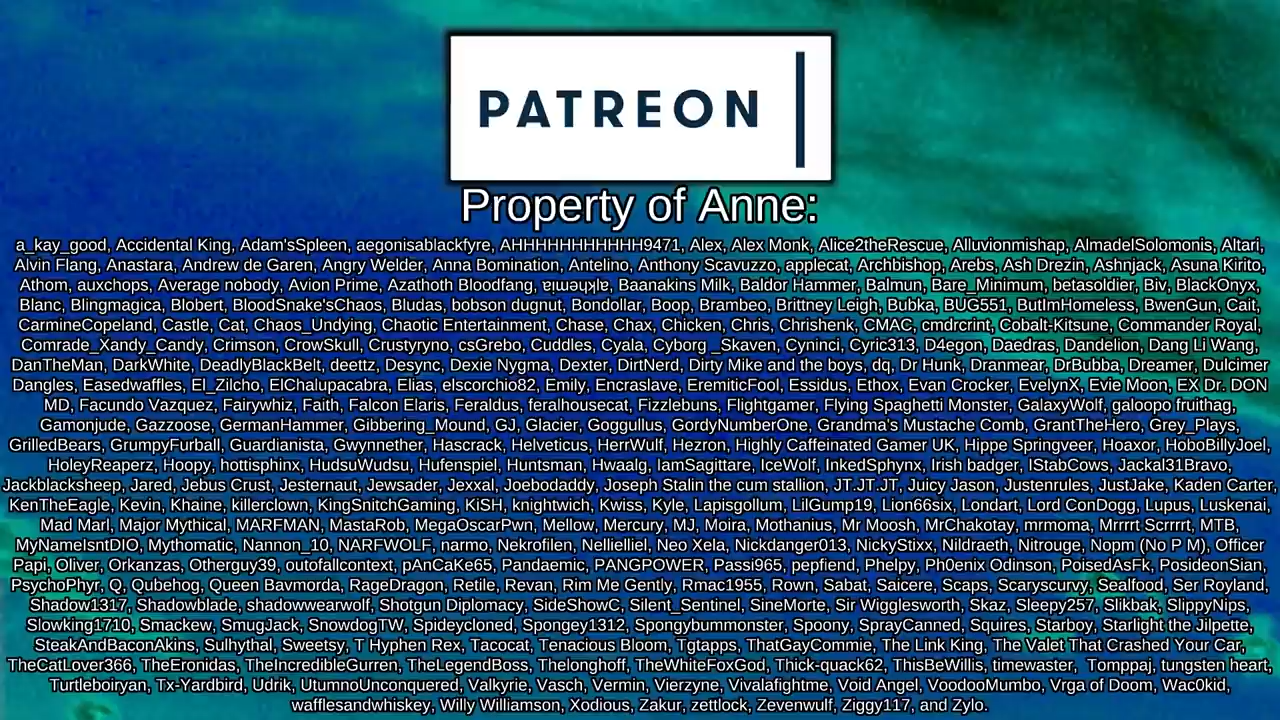 PATREON
Property of Anne:
a_kay_good, Accidental King, Adam'sSpleen, aegonisablackfyre, AHHHHHHHHHHH9471, Alex, Alex Monk, Alice2theRescue, Alluvionmishap, AlmadelSolomonis, Altari,
Alvin Flang, Anastara, Andrew de Garen, Angry Welder, Anna Bomination, Antelino, Anthony Scavuzzo, applecat, Archbishop, Arebs, Ash Drezin, Ashnjack, Asuna Kirito,
Athom, auxchops, Average nobody, Avion Prime, Azathoth Bloodfang, Baanakins Milk, Baldor Hammer, Balmun, Bare_Minimum, betasoldier, Biv, BlackOnyx,
Blanc, Blingmagica, Blobert, BloodSnake'sChaos, Bludas, bobson dugnut, Bondollar, Boop, Brambeo, Brittney Leigh, Bubka, BUG551, ButImHomeless, BwenGun, Cait,
CarmineCopeland, Castle, Cat, Chaos_Undying, Chaotic Entertainment, Chase, Chax, Chicken, Chris, Chrishenk, CMAC, cmdrcrint, Cobalt-Kitsune, Commander Royal,
Comrade_Xandy_Candy, Crimson, CrowSkull, Crustyryno, csGrebo, Cuddles, Cyala, Cyborg _Skaven, Cyninci, Cyric313, D4egon, Daedras, Dandelion, Dang Li Wang,
DanTheMan, DarkWhite, DeadlyBlackBelt, deettz, Desync, Dexie Nygma, Dexter, DirtNerd, Dirty Mike and the boys, dq, Dr Hunk, Dranmear, DrBubba, Dreamer, Dulcimer
Dangles, Easedwaffles, El_Zilcho, ElChalupacabra, Elias, elscorchio82, Emily, Encraslave, EremiticFool, Essidus, Ethox, Evan Crocker, EvelynX, Evie Moon, EX Dr. DON
MD, Facundo Vazquez, Fairywhiz, Faith, Falcon Elaris, Feraldus, feralhousecat, Fizzlebuns, Flightgamer, Flying Spaghetti Monster, GalaxyWolf, galoopo fruithag,
Gamonjude, Gazzoose, GermanHammer, Gibbering_Mound, GJ, Glacier, Goggullus, GordyNumberOne, Grandma's Mustache Comb, GrantTheHero, Grey_Plays,
GrilledBears, GrumpyFurball, Guardianista, Gwynnether, Hascrack, Helveticus, HerrWulf, Hezron, Highly Caffeinated Gamer UK, Hippe Springveer, Hoaxor, HoboBillyJoel,
HoleyReaperz, Hoopy, hottisphinx, HudsuWudsu, Hufenspiel, Huntsman, Hwaalg, IamSagittare, IceWolf, InkedSphynx, Irish badger, IStabCows, Jackal31Bravo,
Jackblacksheep, Jared, Jebus Crust, Jesternaut, Jewsader, Jexxal, Joebodaddy, Joseph Stalin the cum stallion, JT.JT.JT, Juicy Jason, Justenrules, JustJake, Kaden Carter,
KenTheEagle, Kevin, Khaine, killerclown, KingSnitchGaming, KiSH, knightwich, Kwiss, Kyle, Lapisgollum, LilGump19, Lion66six, Londart, Lord ConDogg, Lupus, Luskenai,
Mad Marl, Major Mythical, MARFMAN, MastaRob, MegaOscarPwn, Mellow, Mercury, MJ, Moira, Mothanius, Mr Moosh, MrChakotay, mrmoma, Mrrrrt Scrrrrt, MTB,
MyNameIsntDIO, Mythomatic, Nannon_10, NARFWOLF, narmo, Nekrofilen, Nellielliel, Neo Xela, Nickdanger013, NickyStixx, Nildraeth, Nitrouge, Nopm (No P M), Officer
Papi, Oliver, Orkanzas, Otherguy39, outofallcontext, pAnCaKe65, Pandaemic, PANGPOWER, Passi965, pepfiend, Phelpy, Ph0enix Odinson, PoisedAsFk, PosideonSian,
PsychoPhyr, Q, Qubehog, Queen Bavmorda, RageDragon, Retile, Revan, Rim Me Gently, Rmac1955, Rown, Sabat, Saicere, Scaps, Scaryscurvy, Sealfood, Ser Royland,
Shadow1317, Shadowblade, shadowwearwolf, Shotgun Diplomacy, SideShowC, Silent_Sentinel, SineMorte, Sir Wigglesworth, Skaz, Sleepy257, Slikbak, SlippyNips,
Slowking1710, Smackew, SmugJack, SnowdogTW, Spideycloned, Spongey1312, Spongybummonster, Spoony, SprayCanned, Squires, Starboy, Starlight the Jilpette,
SteakAndBaconAkins, Sulhythal, Sweetsy, T Hyphen Rex, Tacocat, Tenacious Bloom, Tgtapps, ThatGayCommie, The Link King, The Valet That Crashed Your Car,
TheCatLover366, TheEronidas, TheIncredibleGurren, TheLegendBoss, Thelonghoff, TheWhiteFoxGod, Thick-quack62, ThisBeWillis, timewaster, Tomppaj, tungsten heart,
Turtleboiryan, Tx-Yardbird, Udrik, UtumnoUnconquered, Valkyrie, Vasch, Vermin, Vierzyne, Vivalafightme, Void Angel, VoodooMumbo, Vrga of Doom, Wac0kid,
wafflesandwhiskey, Willy Williamson, Xodious, Zakur, zettlock, Zevenwulf, Ziggy117, and Zylo.